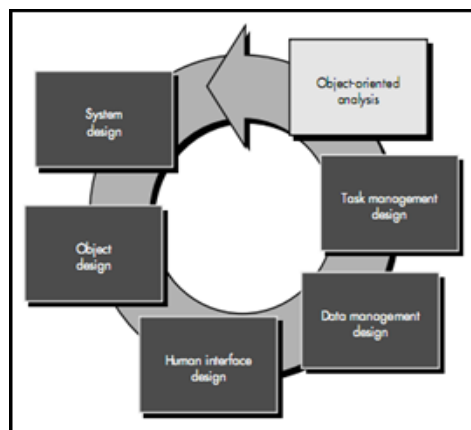 Object-oriented
analysis
System
design
Task management
design
Object
design
Data management
design
Human interface
design